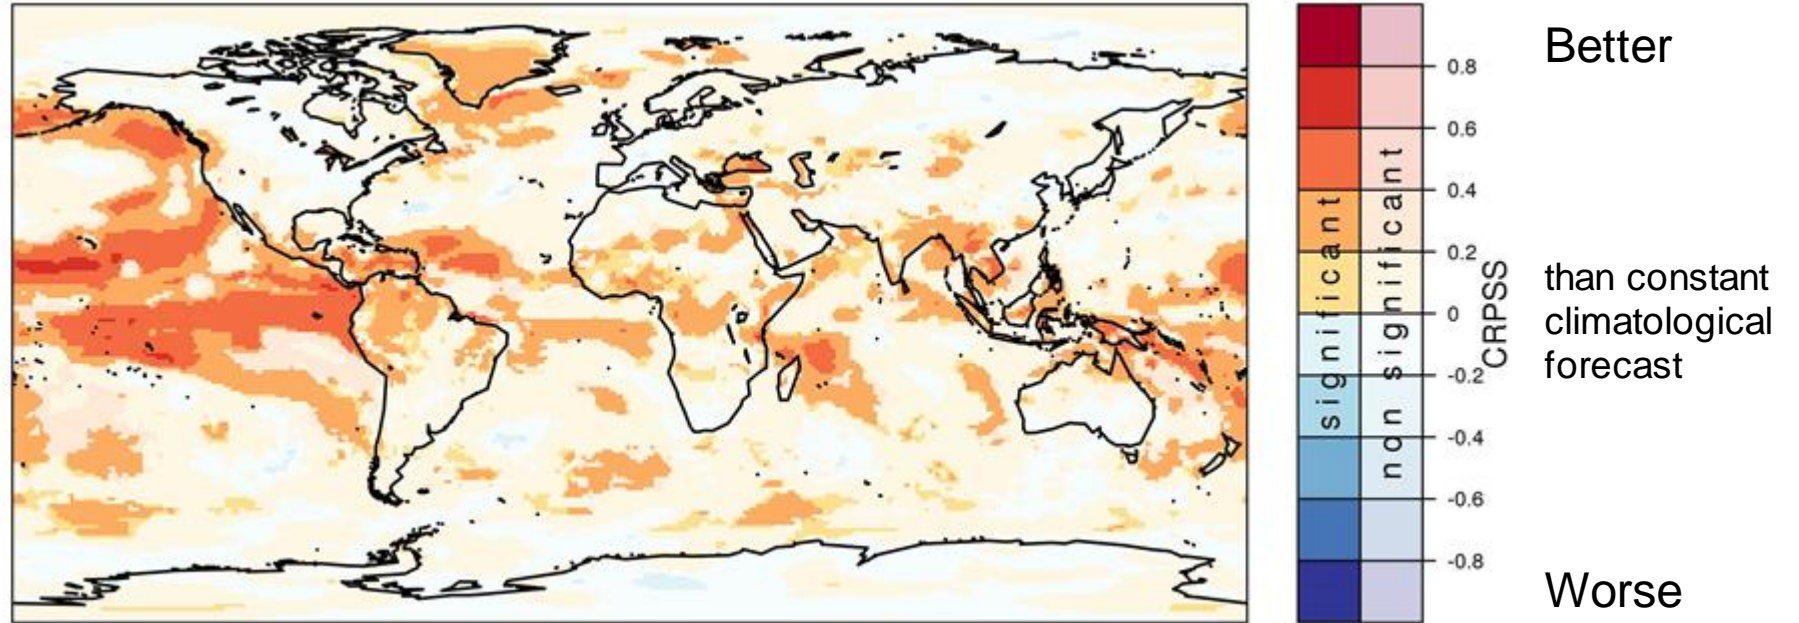 Better
0.8
0.6
0.4
0.2
0
-0.2
-0.4
-0.6
-0.8
significant
non significant
CRPSS
than constant
climatological
forecast
Worse